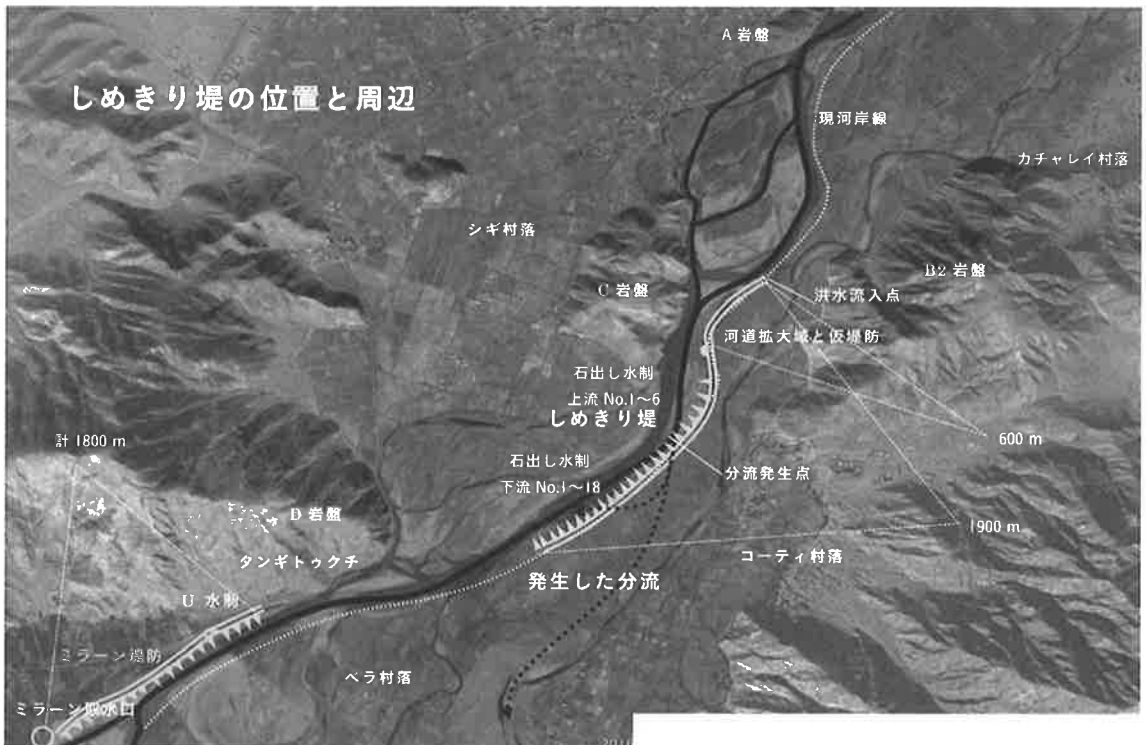 しめきり堤の位置と周辺
A 岩盤
現河岸線
カチャレイ村落
シギ村落
B2 岩盤
C 岩盤
洪水流入点
河道拡大域と仮堤防
石出し水制
上流 No.1～6
しめきり堤
計 1800 m
600 m
石出し水制
下流 No.1～18
分流発生点
D 岩盤
1900 m
タンギトゥクチ
コーティ村落
発生した分流
U 水制
ミラーン堤防
ベラ村落
ミラーン取水口